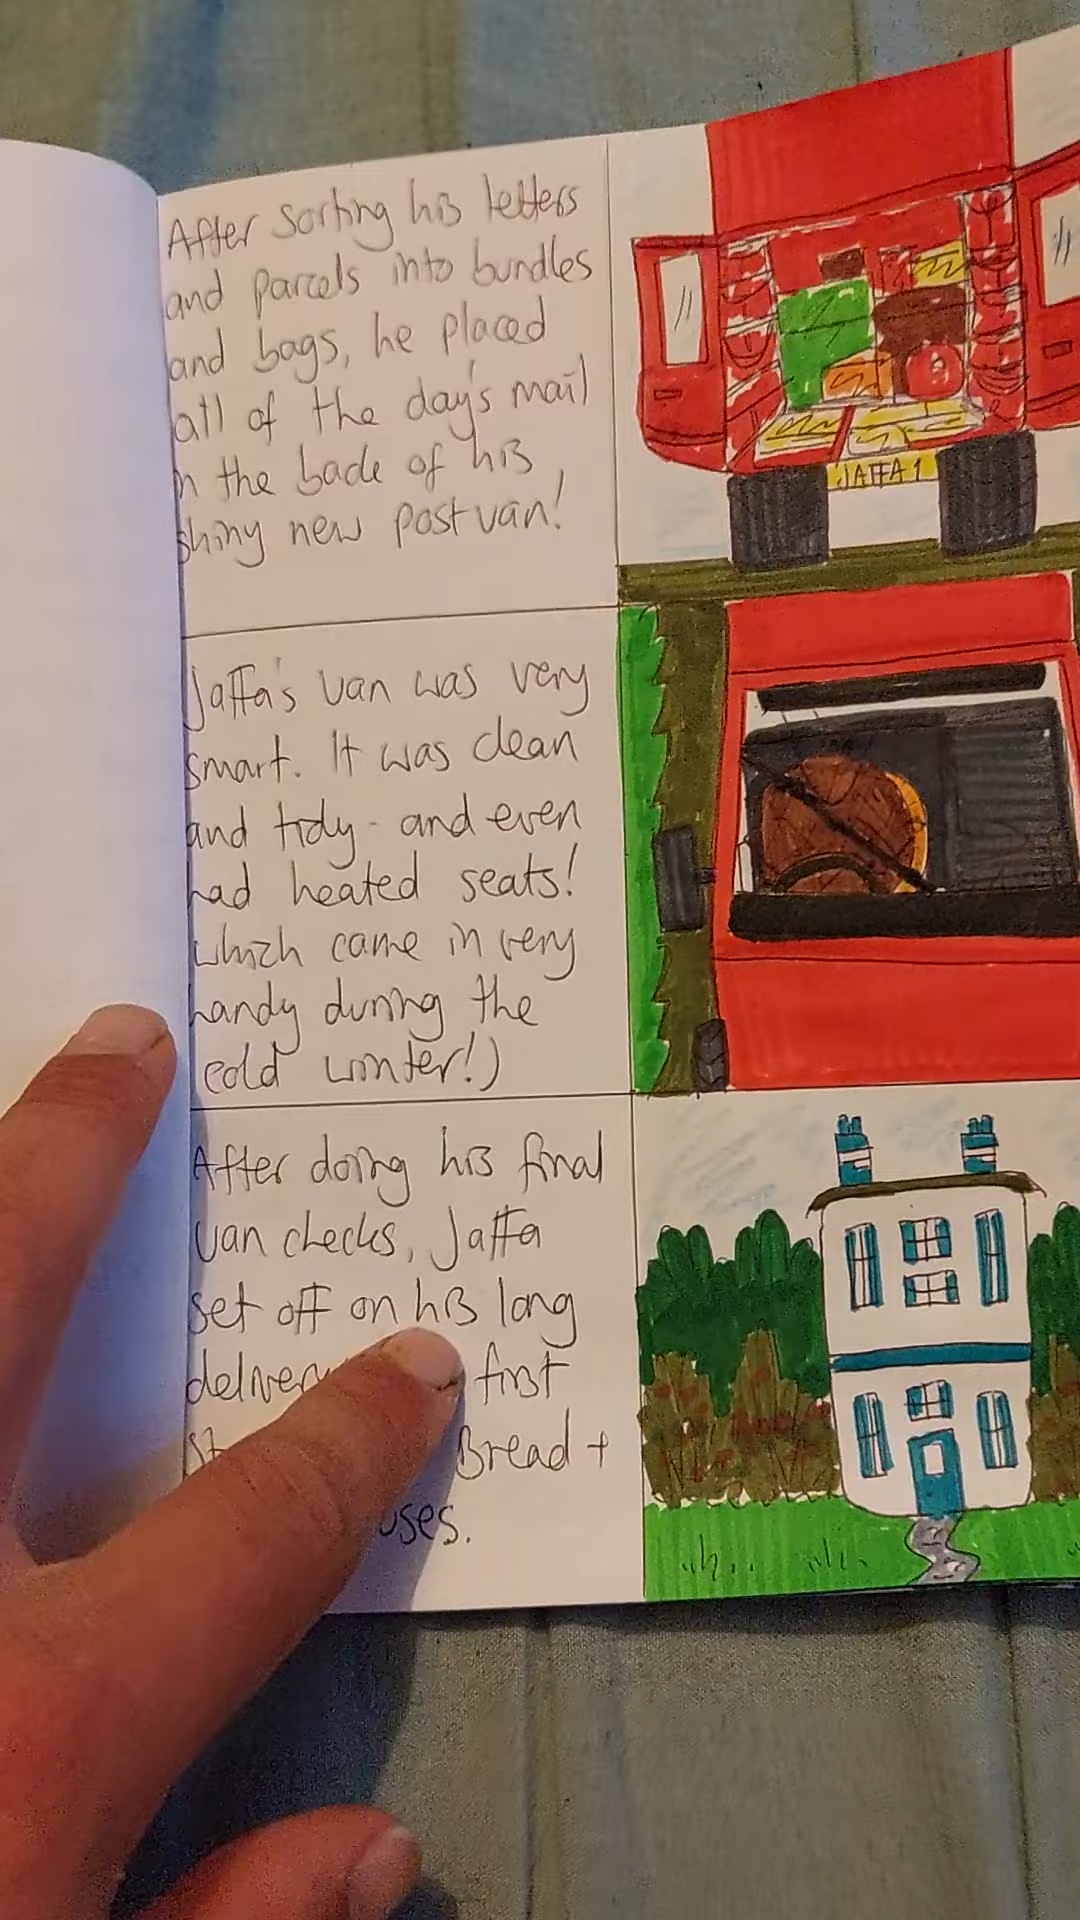 After sorting his letters
and parcels into bundles
and bags, he placed
all of the day's mail
in the back of his
shiny new post van!
JAFFA 1
Jaffa's van was very
smart. It was clean
and tidy - and even
had heated seats!
which came in very
handy during the
cold winter!)
After doing his final
van checks, Jaffa
set off on his long
first
Bread +